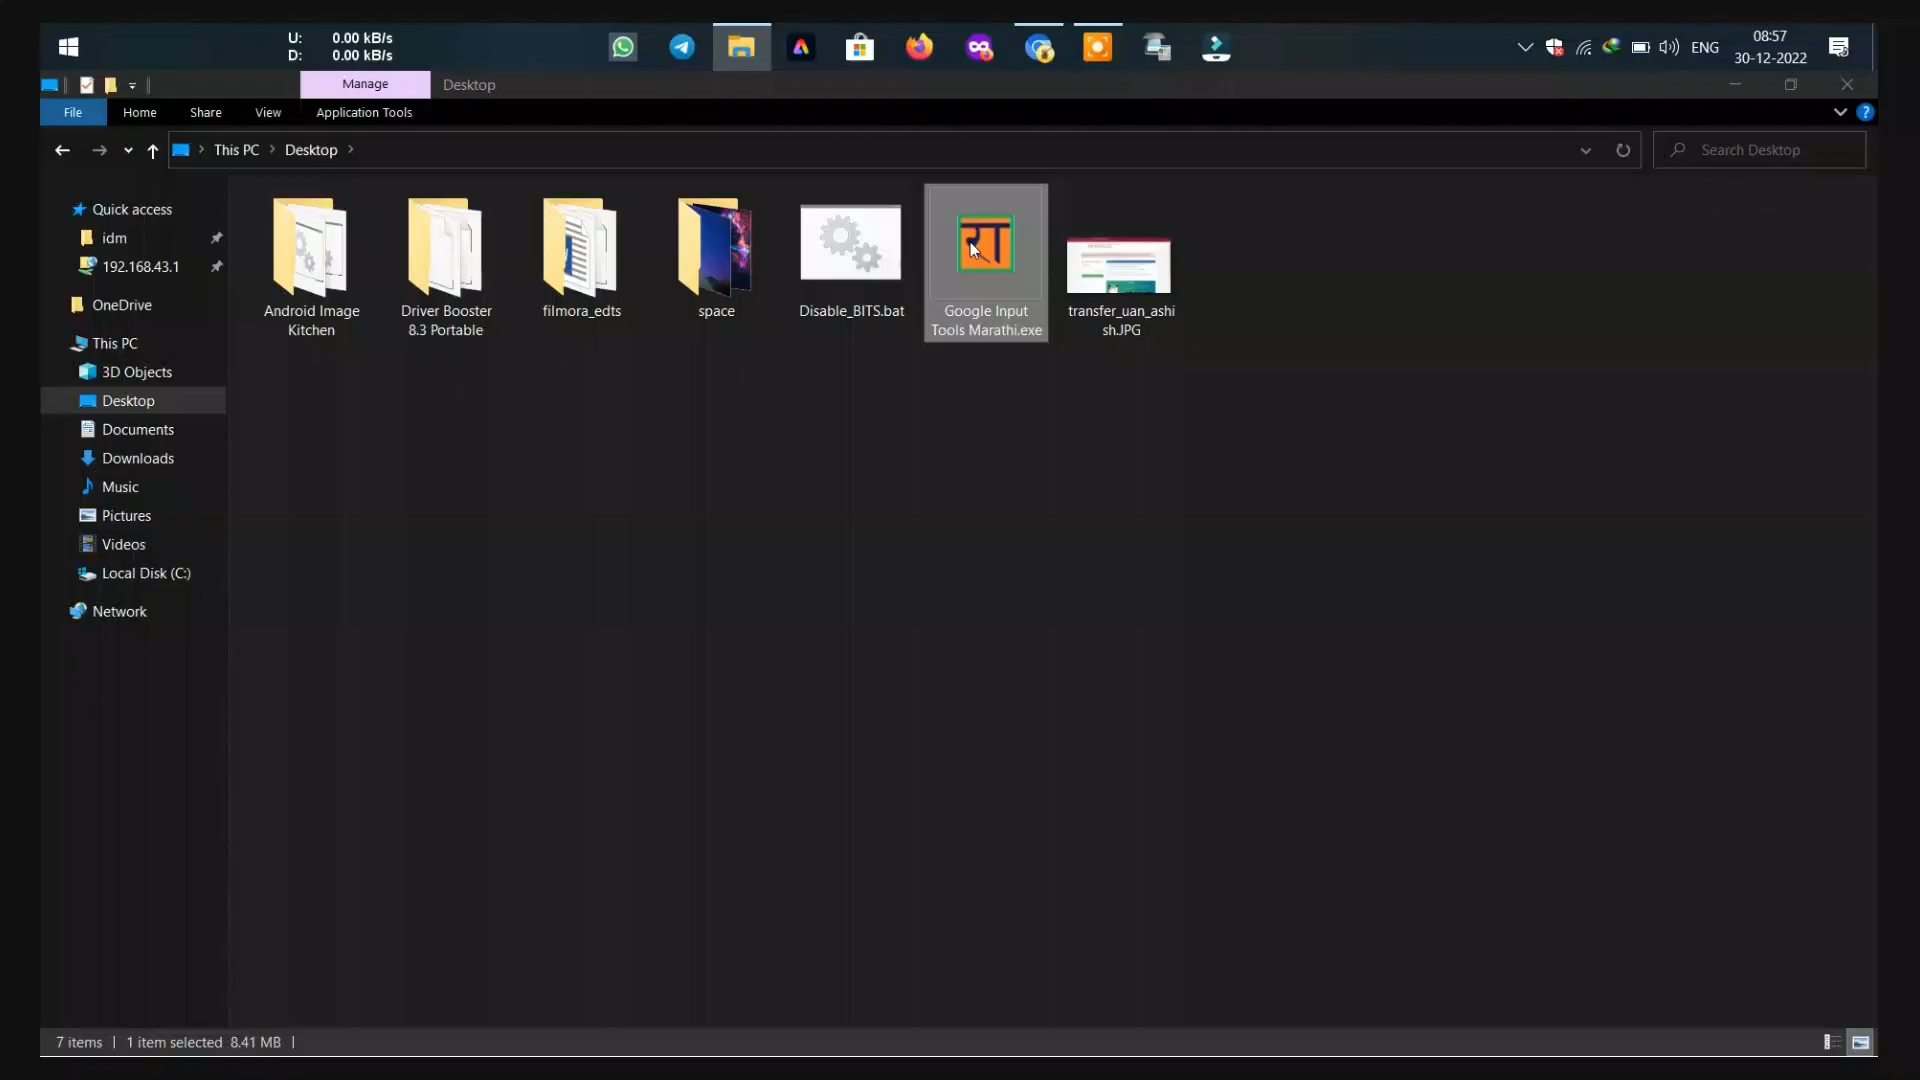 U: 0.00 kB/s
D: 0.00 kB/s
ENG
08:57
30-12-2022
Manage
Desktop
File
Home
Share
View
Application Tools
This PC
Desktop
Search Desktop
Quick access
idm
192.168.43.1
OneDrive
This PC
3D Objects
Desktop
Documents
Downloads
Music
Pictures
Videos
Local Disk (C:)
Network
Android Image
Kitchen
Driver Booster
8.3 Portable
filmora_edts
space
Disable_BITS.bat
रा
Google Input
Tools Marathi.exe
transfer_uan_ashi
sh.JPG
7 items
1 item selected 8.41 MB